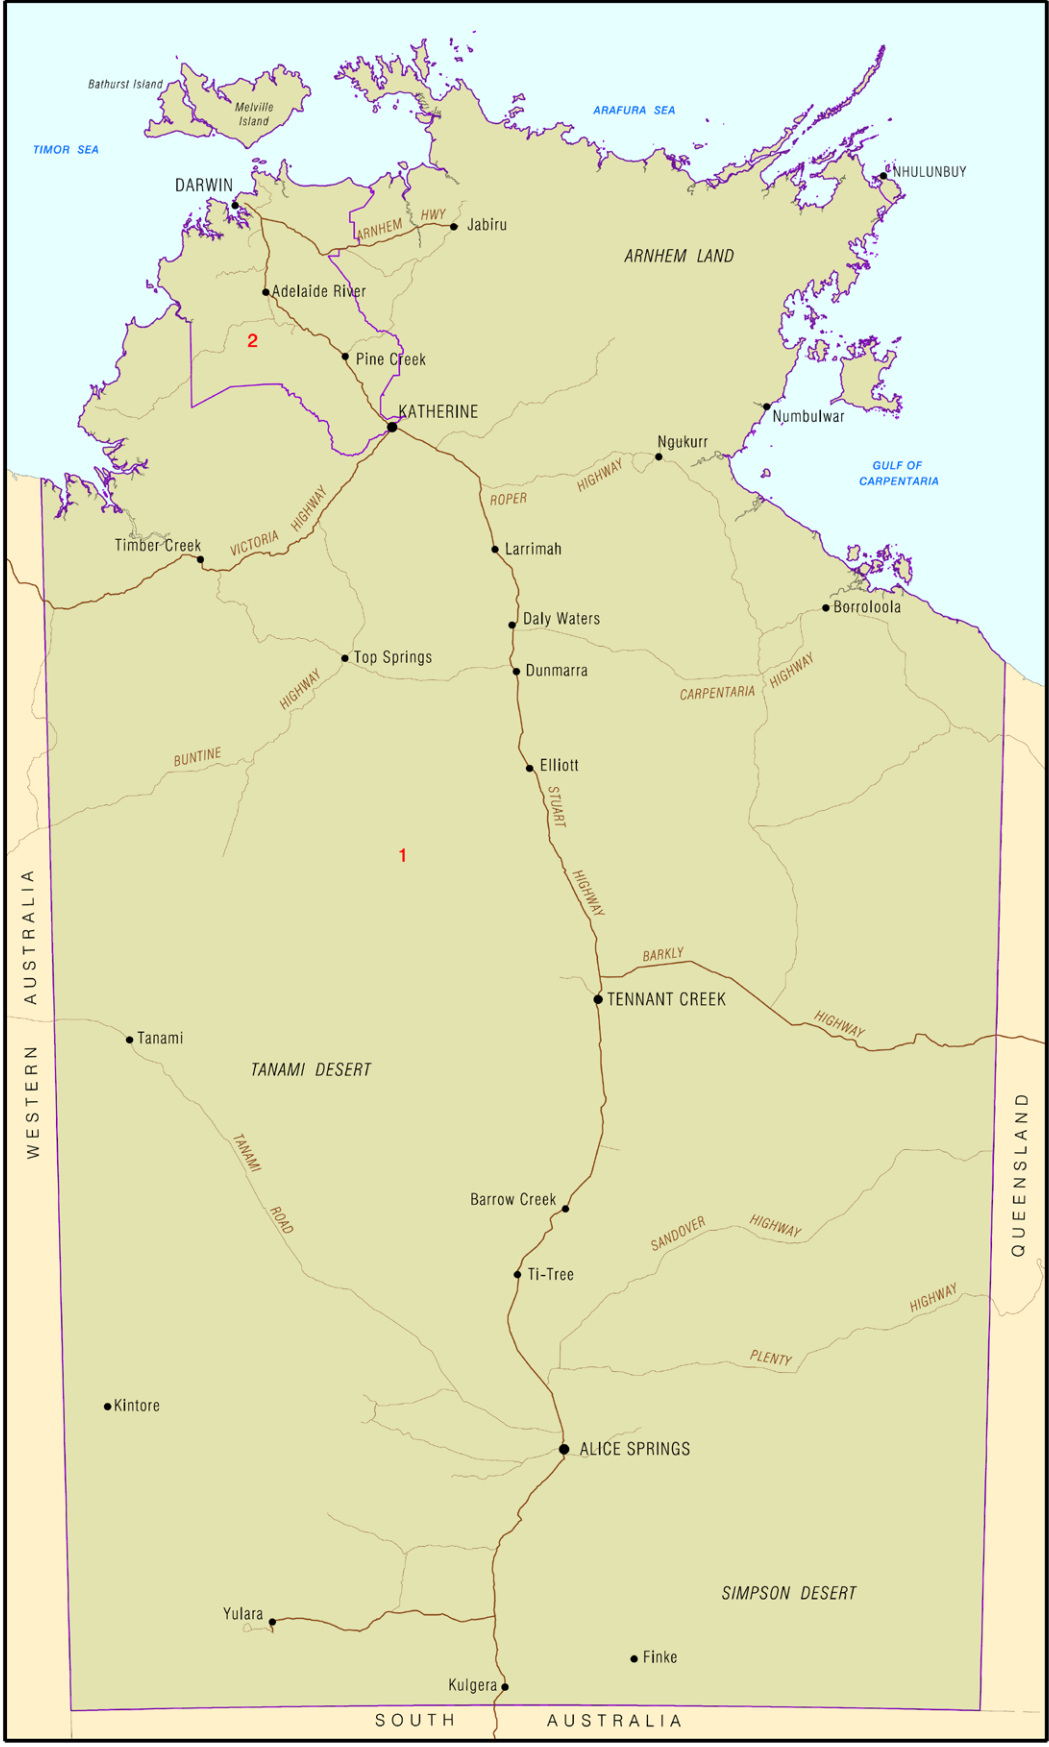 Bathurst Island
Melville
Island
ARAFURA SEA
TIMOR SEA
NHULUNBUY
DARWIN
ARNHEM HWY
Jabiru
ARNHEM LAND
Adelaide River
2
Pine Creek
KATHERINE
Numbulwar
Ngukurr
GULF OF
CARPENTARIA
ROPER HIGHWAY
VICTORIA HIGHWAY
Timber Creek
Larrimah
Borroloola
Daly Waters
Top Springs
Dunmarra
CARPENTARIA HIGHWAY
BUNTINE HIGHWAY
Elliott
STUART HIGHWAY
1
WESTERN AUSTRALIA
BARKLY HIGHWAY
TENNANT CREEK
Tanami
TANAMI DESERT
TANAMI ROAD
QUEENSLAND
Barrow Creek
SANDOVER HIGHWAY
Ti-Tree
PLENTY HIGHWAY
Kintore
ALICE SPRINGS
SIMPSON DESERT
Yulara
Finke
Kulgera
SOUTH AUSTRALIA